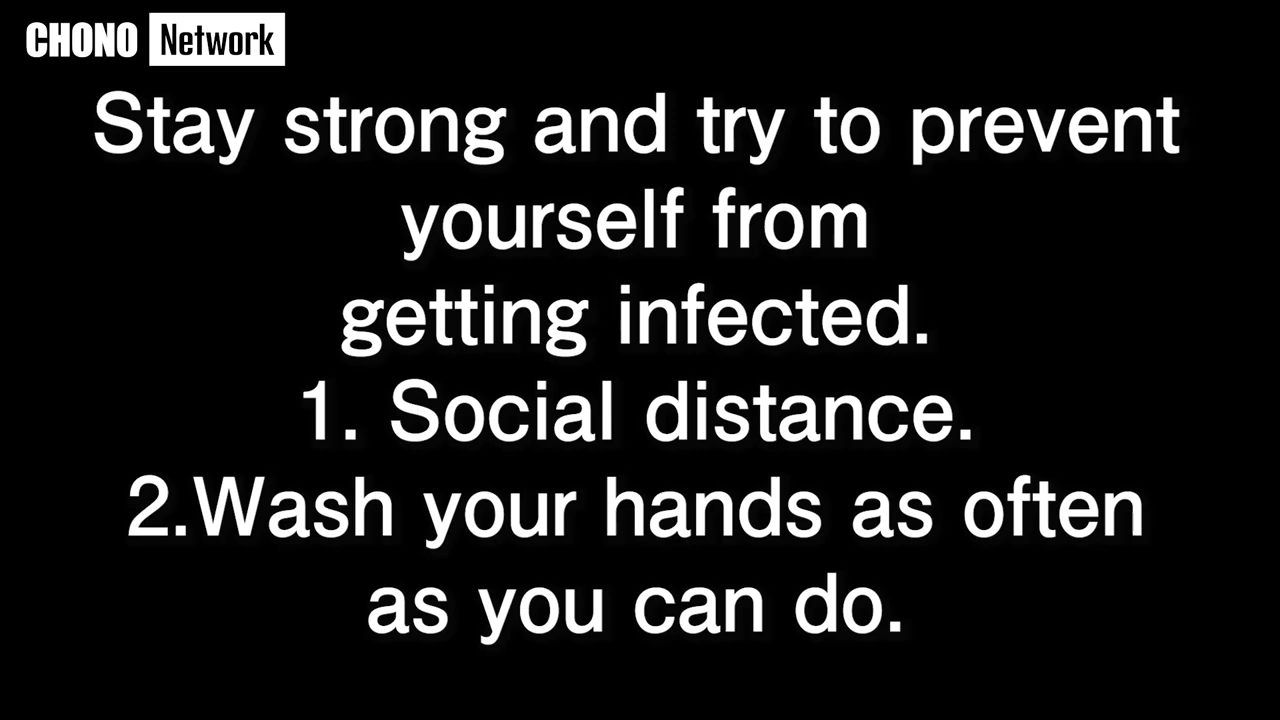 CHONO Network
Stay strong and try to prevent
yourself from
getting infected.
1. Social distance.
2.Wash your hands as often
as you can do.